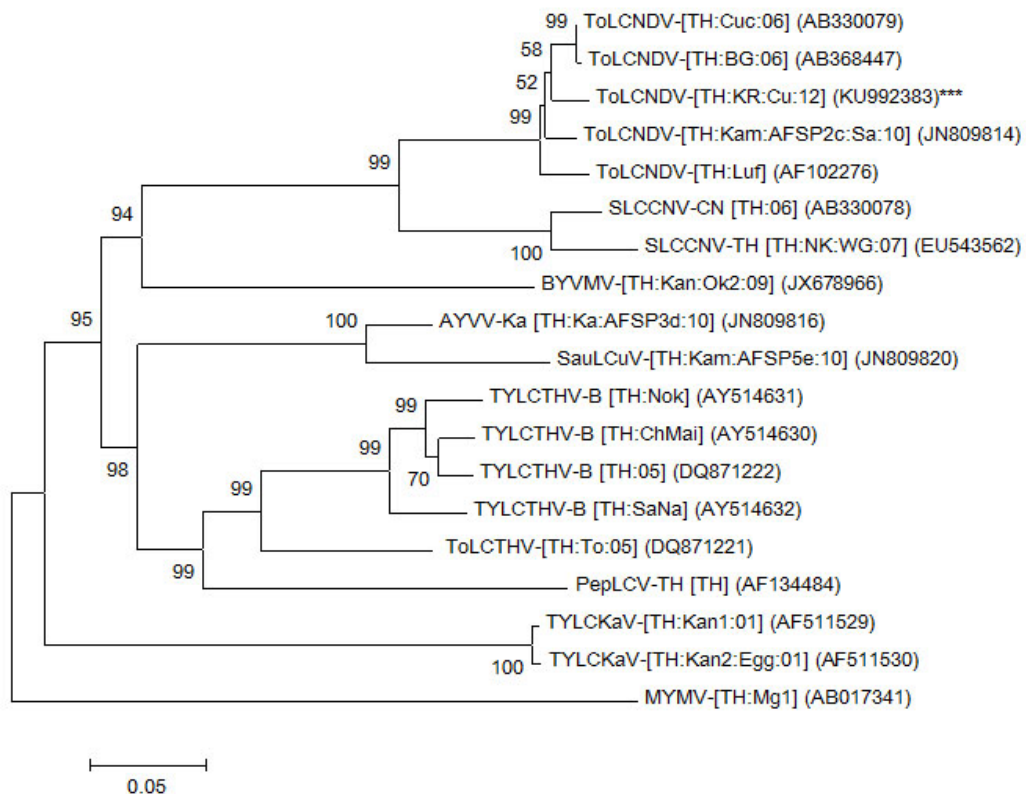 99 ToLCNDV-[TH:Cuc:06] (AB330079)
58 ToLCNDV-[TH:BG:06] (AB368447)
52
ToLCNDV-[TH:KR:Cu:12] (KU992383)***
99
ToLCNDV-[TH:Kam:AFSP2c:Sa:10] (JN809814)
99
ToLCNDV-[TH:Luf] (AF102276)
94
SLCCNV-CN [TH:06] (AB330078)
100 SLCCNV-TH [TH:NK:WG:07] (EU543562)
BYVMV-[TH:Kan:Ok2:09] (JX678966)
95
100 AYVV-Ka [TH:Ka:AFSP3d:10] (JN809816)
SauLCuV-[TH:Kam:AFSP5e:10] (JN809820)
99 TYLCTHV-B [TH:Nok] (AY514631)
99 TYLCTHV-B [TH:ChMai] (AY514630)
98 70 TYLCTHV-B [TH:05] (DQ871222)
99
TYLCTHV-B [TH:SaNa] (AY514632)
ToLCTHV-[TH:To:05] (DQ871221)
99
PepLCV-TH [TH] (AF134484)
TYLCKaV-[TH:Kan1:01] (AF511529)
100 TYLCKaV-[TH:Kan2:Egg:01] (AF511530)
MYMV-[TH:Mg1] (AB017341)
0.05